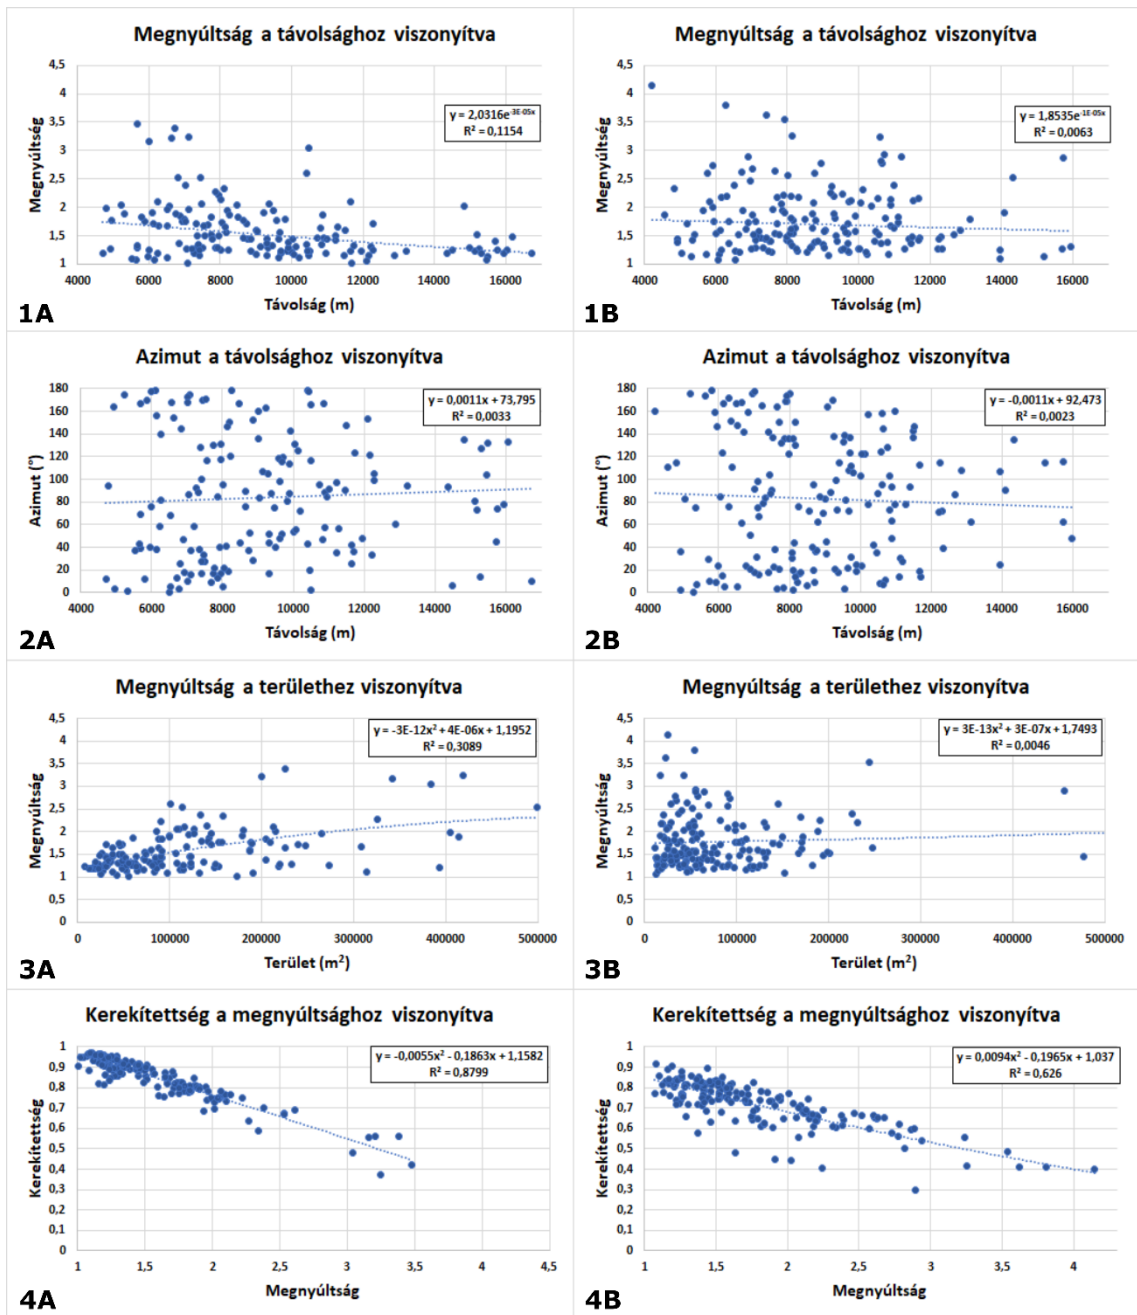 Megnyúltság a távolsághoz viszonyítva
4,5
4
3,5
3
2,5
2
1,5
1
Megnyúltség
y = 2,0316e-3E-05x
R² = 0,1154
4000 6000 8000 10000 12000 14000 16000
Távolság (m)
1A
Megnyúltság a távolsághoz viszonyítva
4,5
4
3,5
3
2,5
2
1,5
1
Megnyúltség
y = 1,8535e-1E-05x
R² = 0,0063
4000 6000 8000 10000 12000 14000 16000
Távolság (m)
1B
Azimut a távolsághoz viszonyítva
180
160
140
120
100
80
60
40
20
0
Azimut (°)
y = 0,0011x + 73,795
R² = 0,0033
4000 6000 8000 10000 12000 14000 16000
Távolság (m)
2A
Azimut a távolsághoz viszonyítva
180
160
140
120
100
80
60
40
20
0
Azimut (°)
y = -0,0011x + 92,473
R² = 0,0023
4000 6000 8000 10000 12000 14000 16000
Távolság (m)
2B
Megnyúltság a területhez viszonyítva
4,5
4
3,5
3
2,5
2
1,5
1
0,5
0
Megnyúltság
y = -3E-12x² + 4E-06x + 1,1952
R² = 0,3089
0 100000 200000 300000 400000 500000
Terület (m²)
3A
Megnyúltság a területhez viszonyítva
4,5
4
3,5
3
2,5
2
1,5
1
0,5
0
Megnyúltság
y = 3E-13x² + 3E-07x + 1,7493
R² = 0,0046
0 100000 200000 300000 400000 500000
Terület (m²)
3B
Kerekítettség a megnyúltsághoz viszonyítva
1
0,9
0,8
0,7
0,6
0,5
0,4
0,3
0,2
0,1
0
Kerekítettség
y = -0,0055x² - 0,1863x + 1,1582
R² = 0,8799
1 1,5 2 2,5 3 3,5 4 4,5
Megnyúltság
4A
Kerekítettség a megnyúltsághoz viszonyítva
1
0,9
0,8
0,7
0,6
0,5
0,4
0,3
0,2
0,1
0
Kerekítettség
y = 0,0094x² - 0,1965x + 1,037
R² = 0,626
1 1,5 2 2,5 3 3,5 4
Megnyúltság
4B